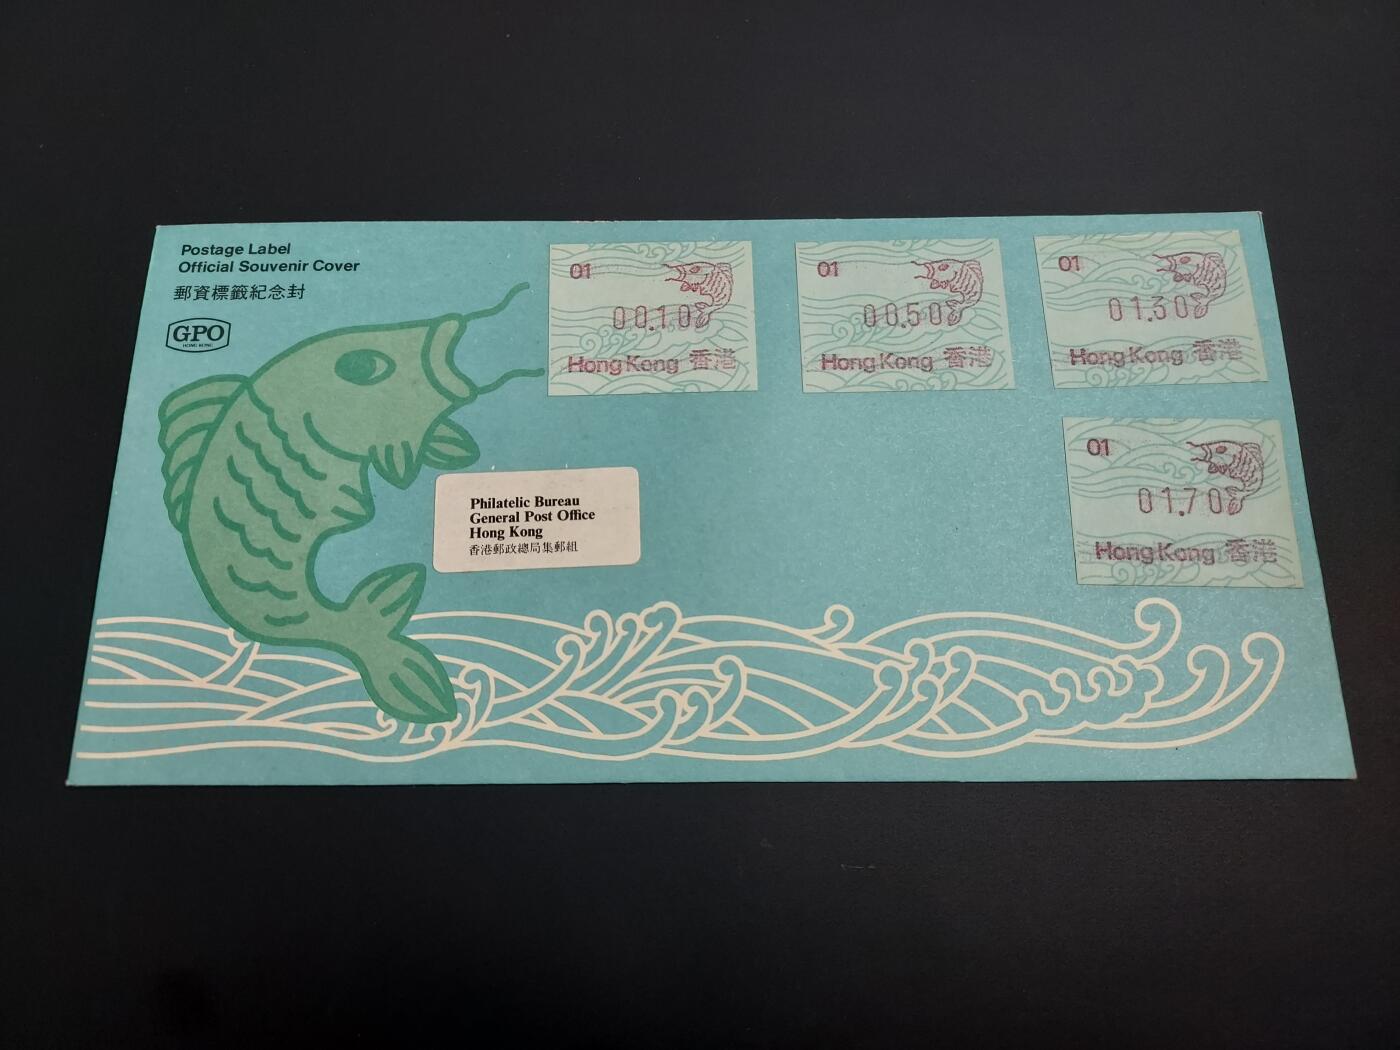 Postage Label
Official Souvenir Cover
郵資標籤紀念封
GPO
HONG KONG
01
00.10
Hong Kong 香港
01
00.50
Hong Kong 香港
01
01.30
Hong Kong 香港
01
01.70
Hong Kong 香港
Philatelic Bureau
General Post Office
Hong Kong
香港郵政總局集郵組